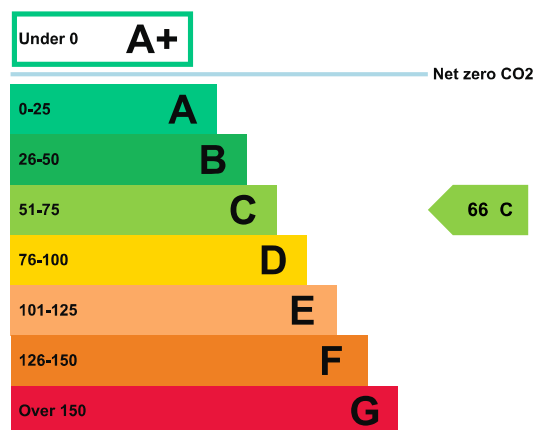 Under 0 A+
Net zero CO2
0-25 A
26-50 B
51-75 C
66 C
76-100 D
101-125 E
126-150 F
Over 150 G